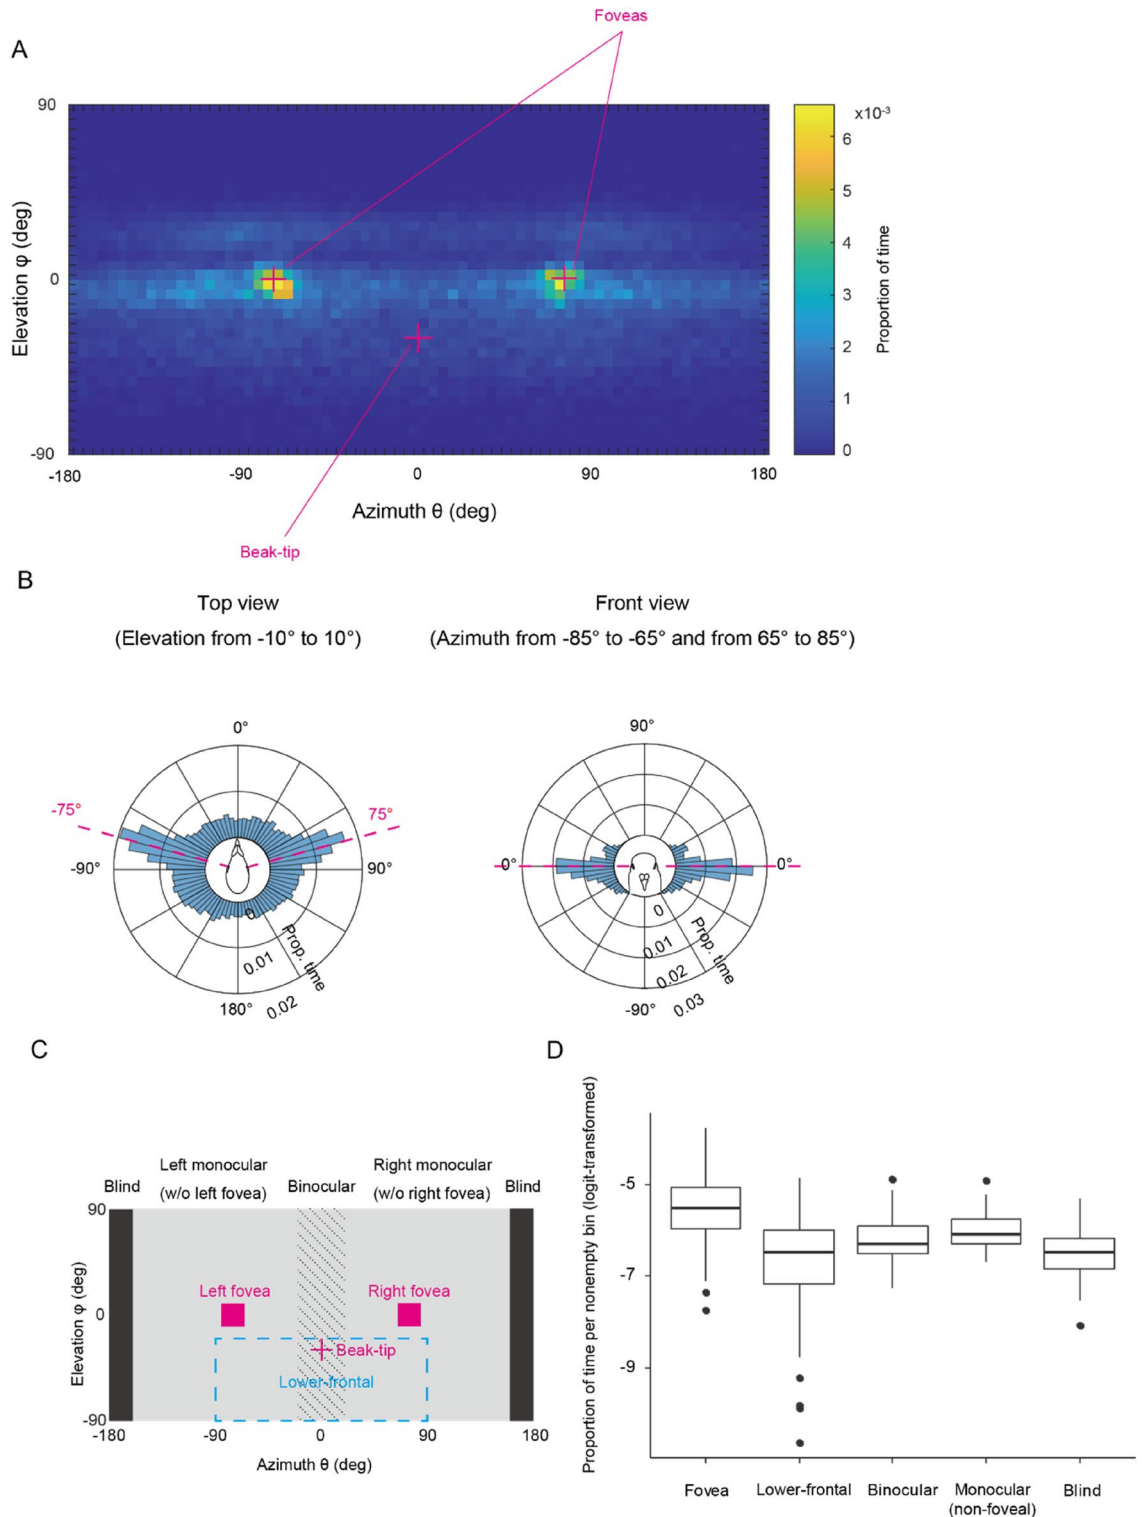 Foveas
A
90
0
-90
Elevation φ (deg)
-180
-90
0
90
180
Azimuth θ (deg)
Beak-tip
x10-3
6
5
4
3
2
1
0
Proportion of time
B
Top view
(Elevation from -10° to 10°)
Front view
(Azimuth from -85° to -65° and from 65° to 85°)
0°
-75°
75°
-90°
90°
180°
0
0.01
0.02
Prop. time
90°
0°
0°
-90°
0
0.01
0.02
0.03
Prop. time
C
Blind
Left monocular
(w/o left fovea)
Binocular
Right monocular
(w/o right fovea)
Blind
90
0
-90
Elevation φ (deg)
Left fovea
Right fovea
Beak-tip
Lower-frontal
-180
-90
0
90
180
Azimuth θ (deg)
D
Proportion of time per nonempty bin (logit-transformed)
-5
-7
-9
Fovea
Lower-frontal
Binocular
Monocular
(non-foveal)
Blind